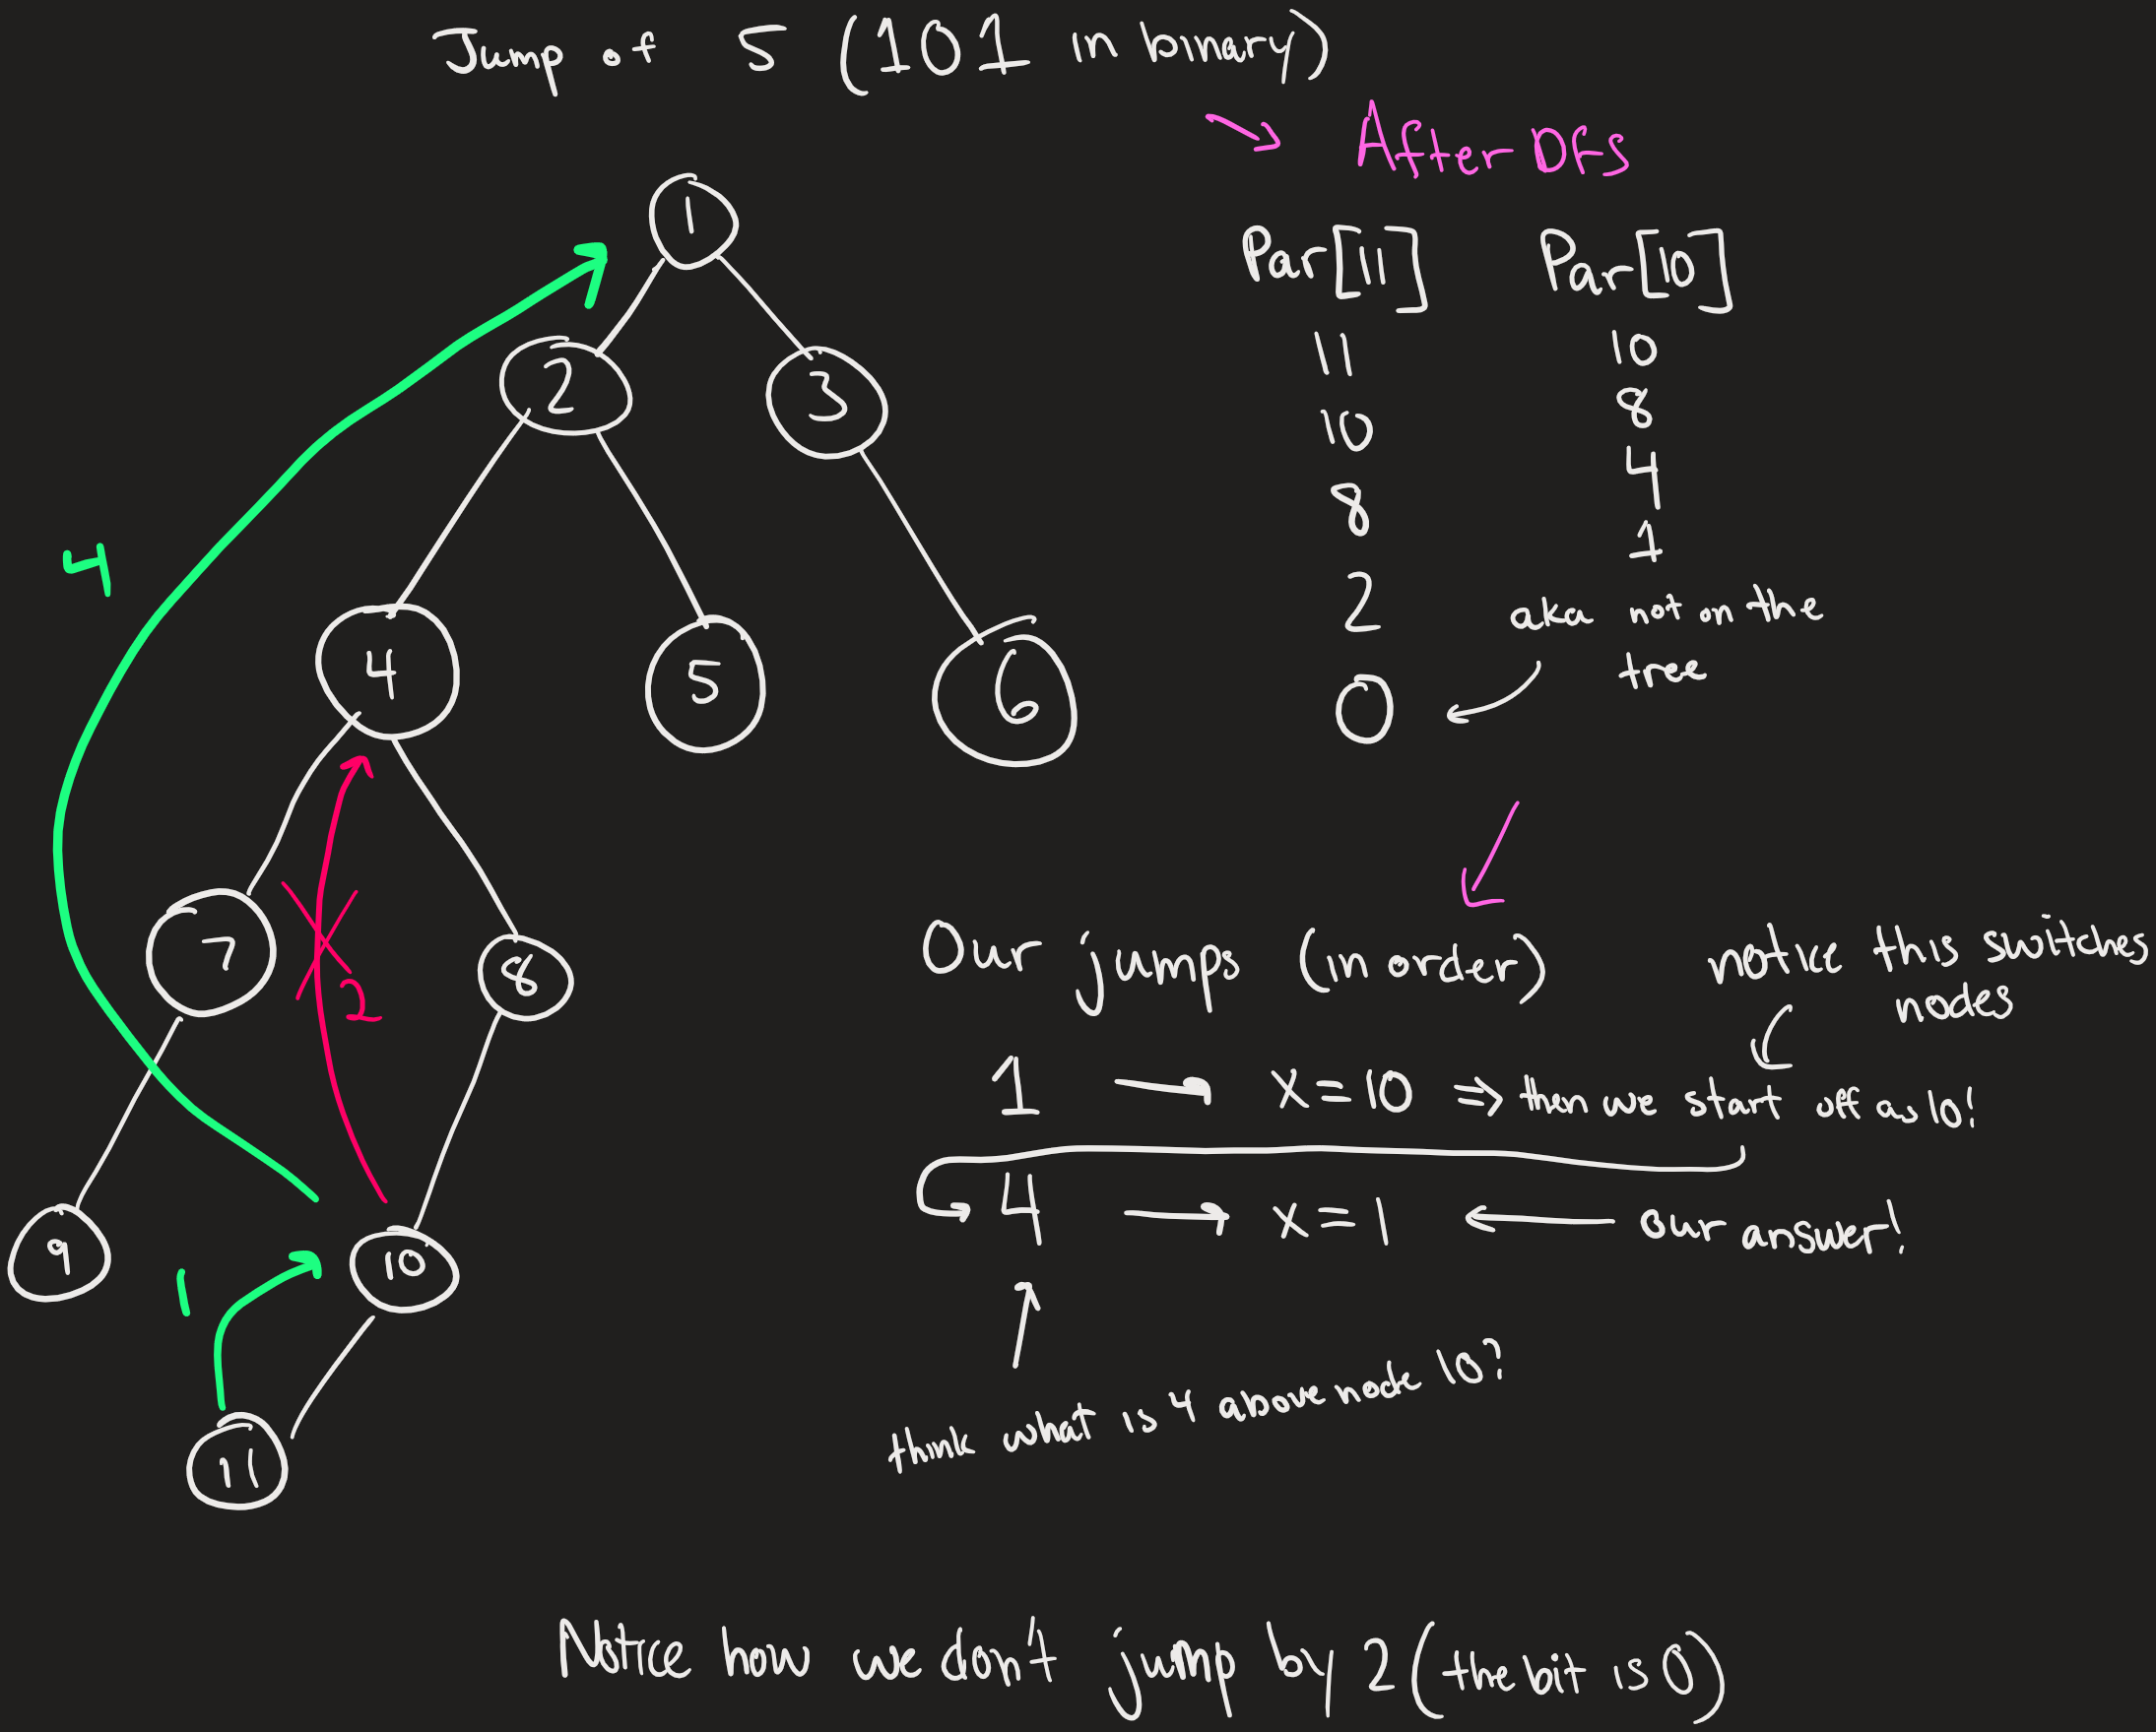 Jump of 5 (101 in binary)
After DFS
1
2
3
4
5
6
7
8
9
10
11
4
2
1
Par[11]
11
10
8
2
0
Par[10]
10
8
4
1
aka not on the
tree
Our jumps (in order)
notice this switches
nodes
1 → x=10 => then we start off as 10!
4 → x=1 ← our answer!
think what is 4 above node 10?
Notice how we don't jump by 2 (the bit is 0)